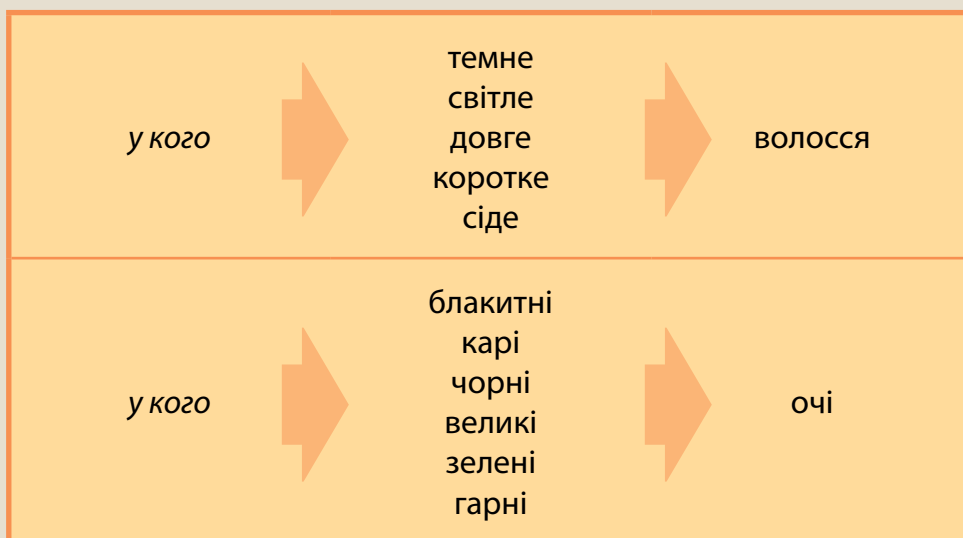 у кого
темне
світле
довге
коротке
сіде
волосся
у кого
блакитні
карі
чорні
великі
зелені
гарні
очі